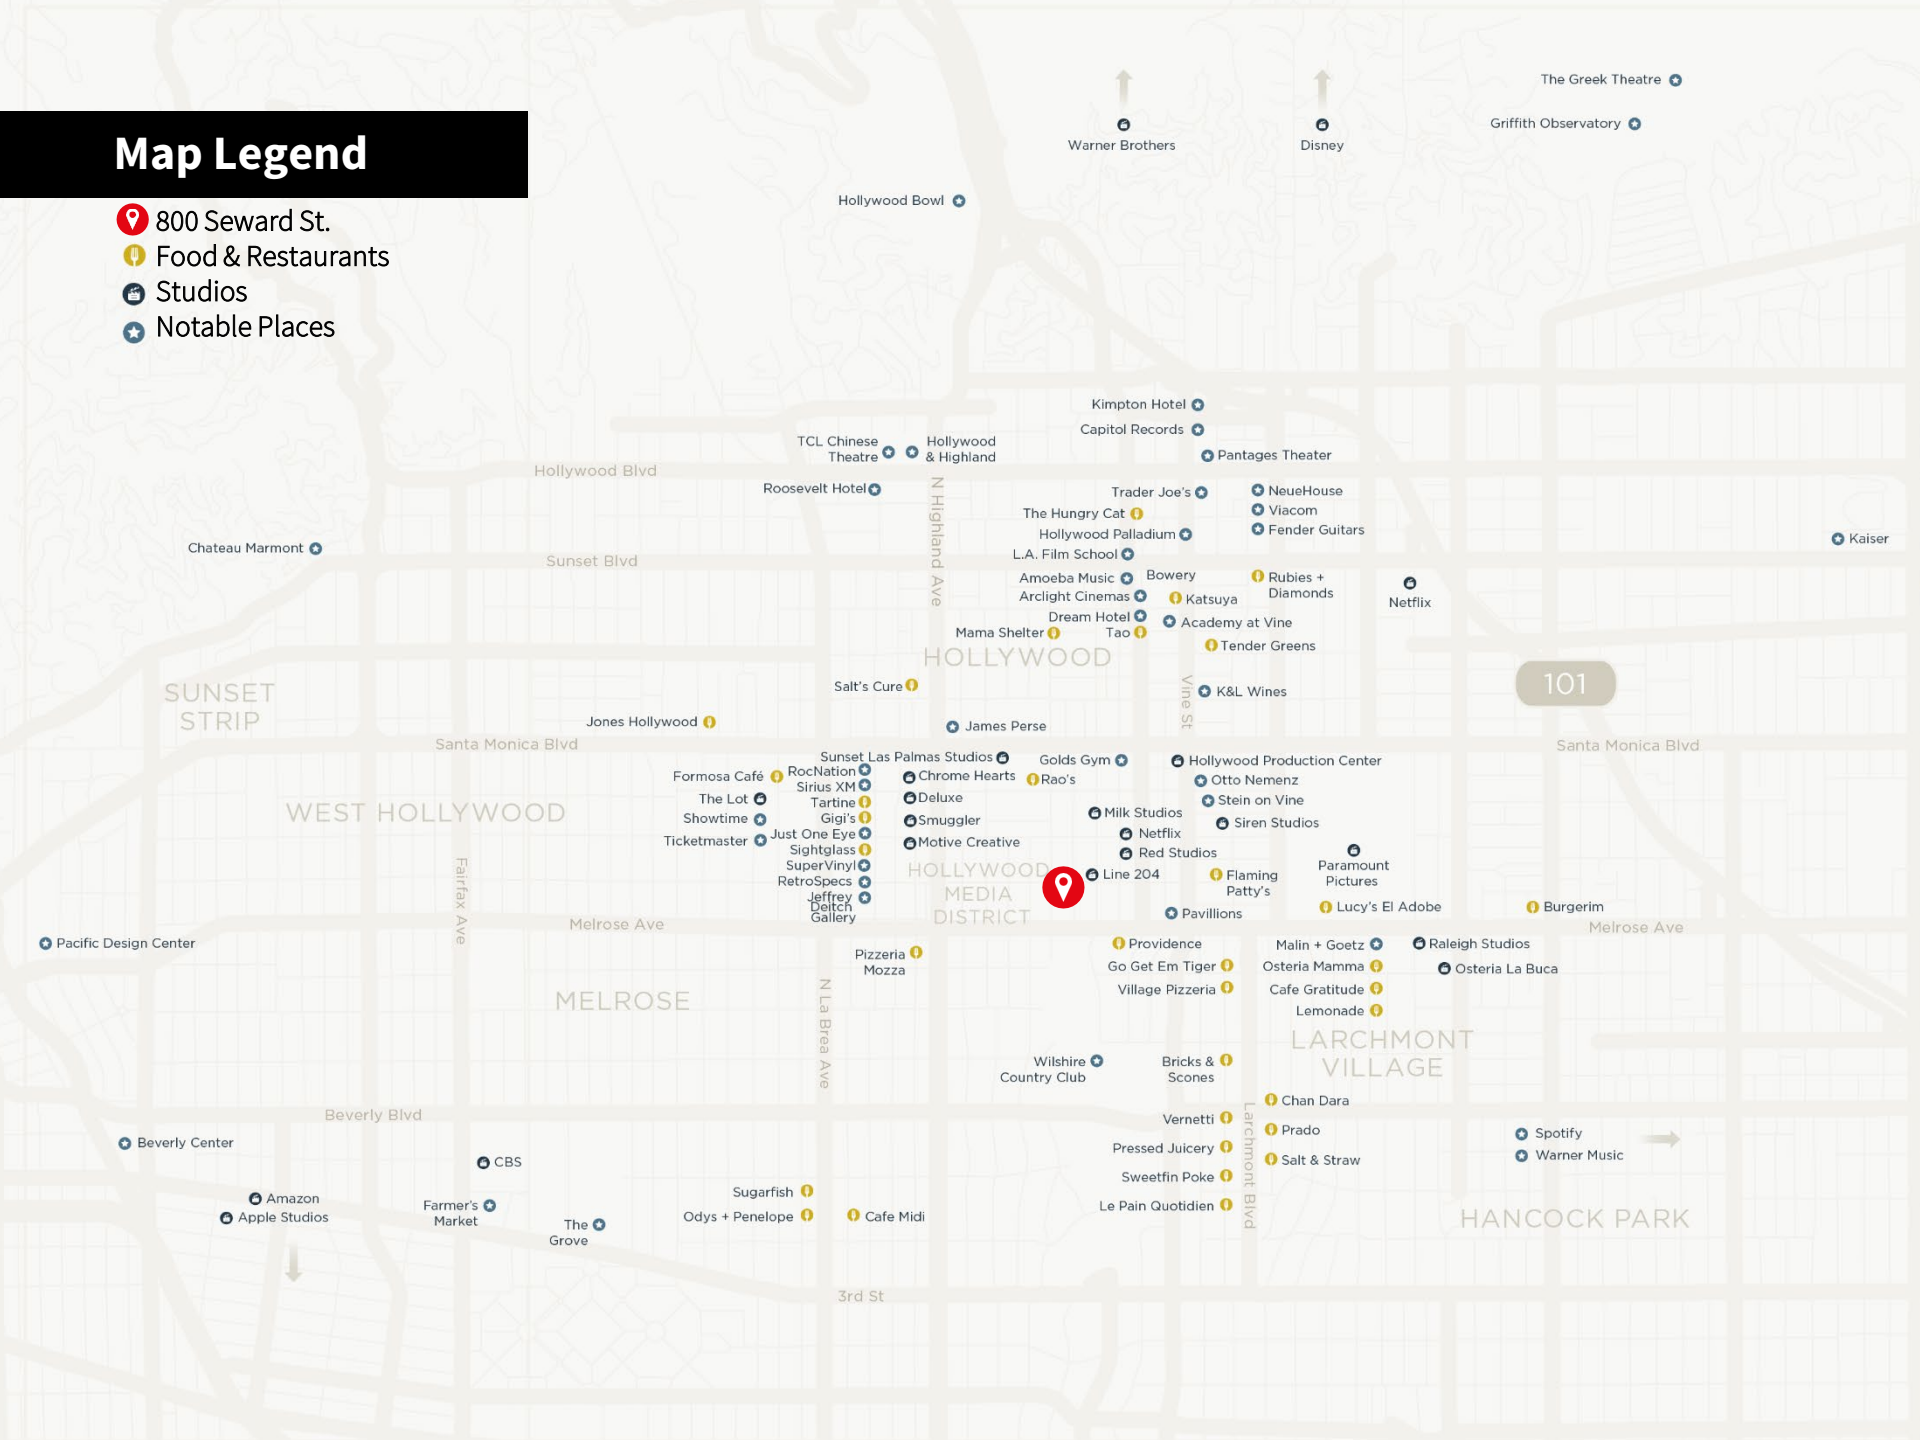 The Greek Theatre
Griffith Observatory
Warner Brothers
Disney
Map Legend
800 Seward St.
Food & Restaurants
Studios
Notable Places
Hollywood Bowl
Kimpton Hotel
Capitol Records
TCL Chinese
Theatre
Hollywood
& Highland
Pantages Theater
Hollywood Blvd
Roosevelt Hotel
N Highland Ave
Trader Joe's
NeueHouse
The Hungry Cat
Viacom
Hollywood Palladium
Fender Guitars
Kaiser
Chateau Marmont
Sunset Blvd
L.A. Film School
Amoeba Music
Bowery
Rubies +
Diamonds
Netflix
Arclight Cinemas
Katsuya
Dream Hotel
Academy at Vine
Mama Shelter
Tao
Tender Greens
HOLLYWOOD
SUNSET
STRIP
Salt's Cure
Vine St
K&L Wines
101
Jones Hollywood
James Perse
Santa Monica Blvd
Santa Monica Blvd
Sunset Las Palmas Studios
Golds Gym
Hollywood Production Center
Formosa Café
RocNation
Chrome Hearts
Rao's
Otto Nemenz
Sirius XM
The Lot
Tartine
Deluxe
Stein on Vine
WEST HOLLYWOOD
Showtime
Gigi's
Smuggler
Milk Studios
Siren Studios
Ticketmaster
Just One Eye
Motive Creative
Netflix
Sightglass
Red Studios
SuperVinyl
Paramount
Pictures
HOLLYWOOD
MEDIA
DISTRICT
Line 204
Flaming
Patty's
RetroSpecs
Jeffrey
Deitch
Gallery
Fairfax Ave
Lucy's El Adobe
Burgerim
Pavillions
Melrose Ave
Melrose Ave
Pacific Design Center
Pizzeria
Mozza
Providence
Malin + Goetz
Raleigh Studios
Go Get Em Tiger
Osteria Mamma
Osteria La Buca
Village Pizzeria
Cafe Gratitude
MELROSE
N La Brea Ave
Lemonade
LARCHMONT
VILLAGE
Wilshire
Country Club
Bricks &
Scones
Chan Dara
Beverly Blvd
Vernetti
Larchmont Blvd
Prado
Spotify
Beverly Center
Pressed Juicery
Salt & Straw
Warner Music
CBS
Sweetfin Poke
Amazon
Apple Studios
Farmer's
Market
Sugarfish
Le Pain Quotidien
Odys + Penelope
Cafe Midi
The
Grove
HANCOCK PARK
3rd St